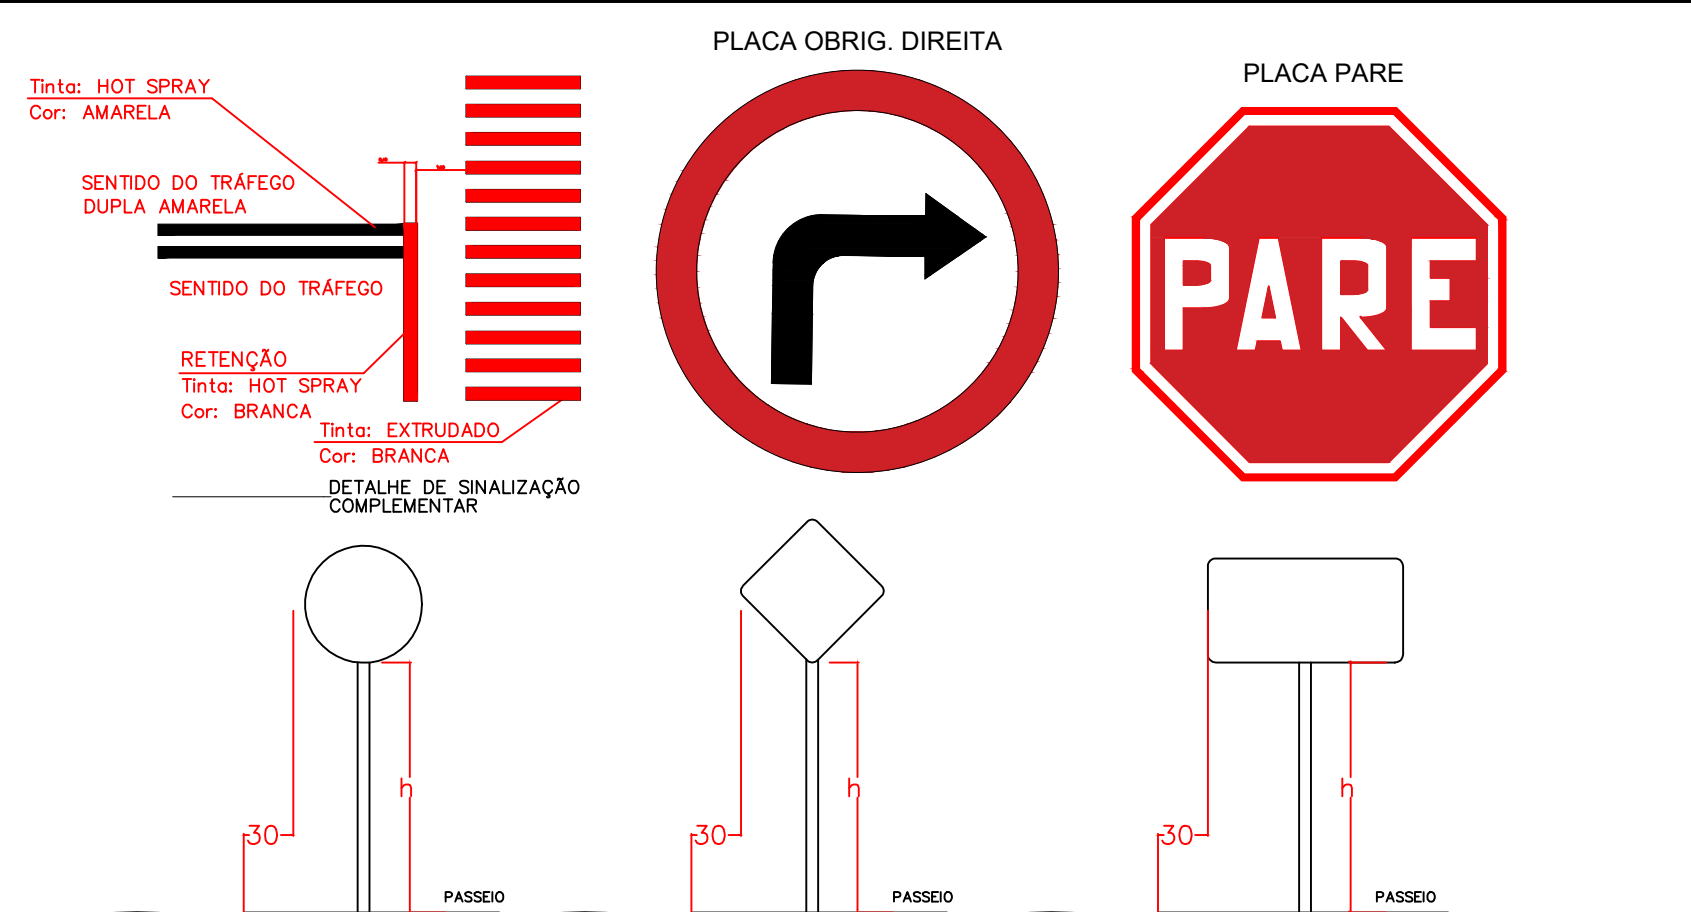 PLACA OBRIG. DIREITA
PLACA PARE
Tinta: HOT SPRAY
Cor: AMARELA
SENTIDO DO TRÁFEGO
DUPLA AMARELA
SENTIDO DO TRÁFEGO
RETENÇÃO
Tinta: HOT SPRAY
Cor: BRANCA
Tinta: EXTRUDADO
Cor: BRANCA
DETALHE DE SINALIZAÇÃO
COMPLEMENTAR
PARE
h
30
PASSEIO
h
30
PASSEIO
h
30
PASSEIO